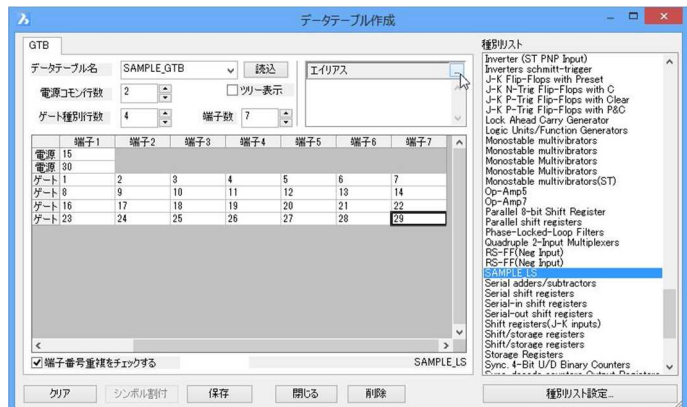 データテーブル作成
GTB
データテーブル名 SAMPLE_GTB 読込 エイリアス ...
電源コモン行数 2 ツリー表示
ゲート種別行数 4 端子数 7
端子1 端子2 端子3 端子4 端子5 端子6 端子7
電源 15
電源 30
ゲート 1 2 3 4 5 6 7
ゲート 8 9 10 11 12 13 14
ゲート 16 17 18 19 20 21 22
ゲート 23 24 25 26 27 28 29
端子番号重複をチェックする SAMPLE_LS
クリア シンボル割付 保存 閉じる 削除
種別リスト
Inverter (ST PNP Input)
Inverters schmitt-trigger
J-K Flip-Flops with Preset
J-K N-Trig Flip-Flops with C
J-K P-Trig Flip-Flops with Clear
J-K P-Trig Flip-Flops with P&C
Lock Ahead Carry Generator
Logic Units/Function Generators
Monostable multivibrators
Monostable multivibrators
Monostable multivibrators
Monostable multivibrators
Monostable multivibrators(ST)
Op-Amp5
Op-Amp7
Parallel 8-bit Shift Register
Parallel shift registers
Phase-Locked-Loop Filters
Quadruple 2-Input Multiplexers
RS-FF(Neg Input)
RS-FF(Neg Input)
SAMPLE_LS
Serial adders/subtractors
Serial shift registers
Serial-in shift registers
Serial-out shift registers
Shift registers(J-K inputs)
Shift/storage registers
Shift/storage registers
Storage Registers
Sync. 4-Bit U/D Binary Counters
種別リスト設定...